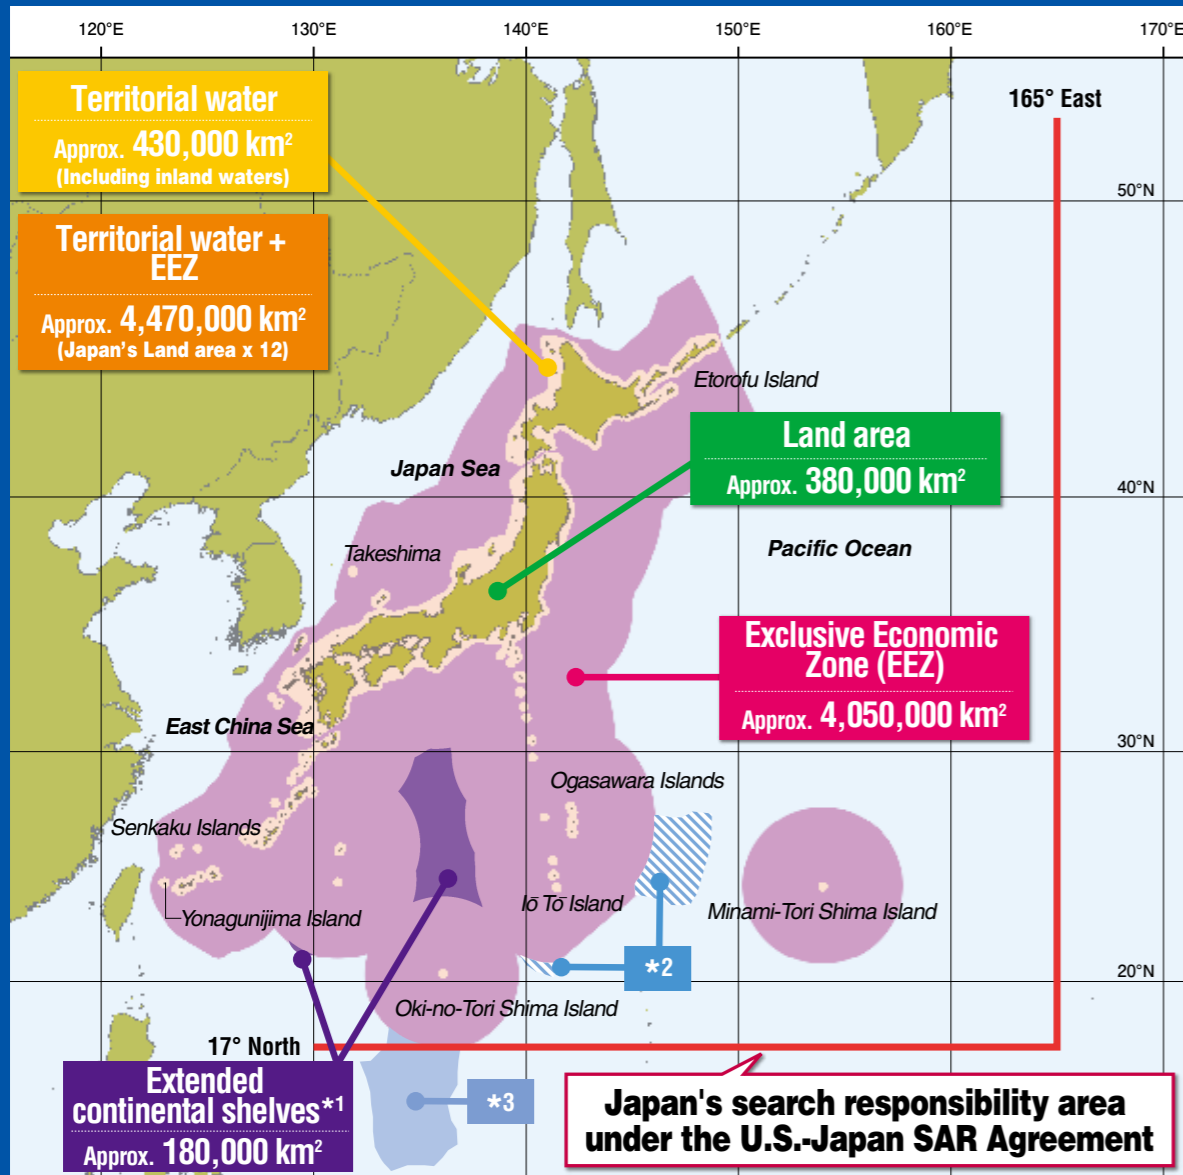 120°E 130°E 140°E 150°E 160°E 170°E
165° East
Territorial water
Approx. 430,000 km²
(Including inland waters)
50°N
Territorial water +
EEZ
Approx. 4,470,000 km²
(Japan's Land area x 12)
Etorofu Island
Land area
Approx. 380,000 km²
Japan Sea
40°N
Pacific Ocean
Takeshima
Exclusive Economic
Zone (EEZ)
Approx. 4,050,000 km²
East China Sea
30°N
Ogasawara Islands
Senkaku Islands
Iō Tō Island
Minami-Tori Shima Island
Yonagunijima Island
*2
20°N
Oki-no-Tori Shima Island
17° North
Extended
continental shelves*1
Approx. 180,000 km²
*3
Japan's search responsibility area
under the U.S.-Japan SAR Agreement